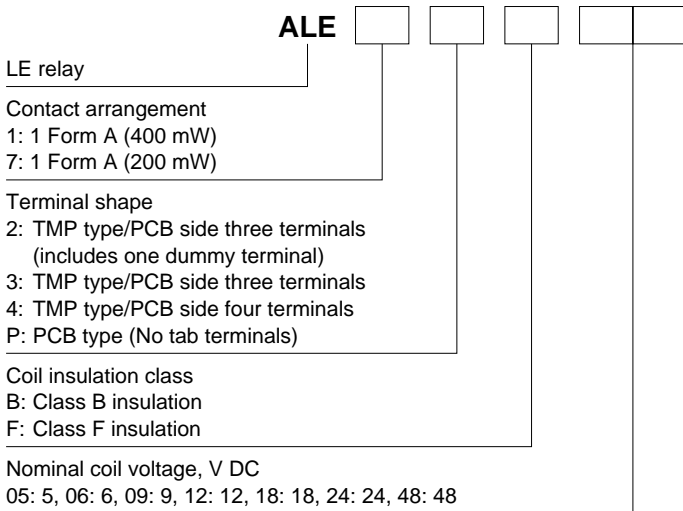 ALE
LE relay
Contact arrangement
1: 1 Form A (400 mW)
7: 1 Form A (200 mW)
Terminal shape
2: TMP type/PCB side three terminals
(includes one dummy terminal)
3: TMP type/PCB side three terminals
4: TMP type/PCB side four terminals
P: PCB type (No tab terminals)
Coil insulation class
B: Class B insulation
F: Class F insulation
Nominal coil voltage, V DC
05: 5, 06: 6, 09: 9, 12: 12, 18: 18, 24: 24, 48: 48